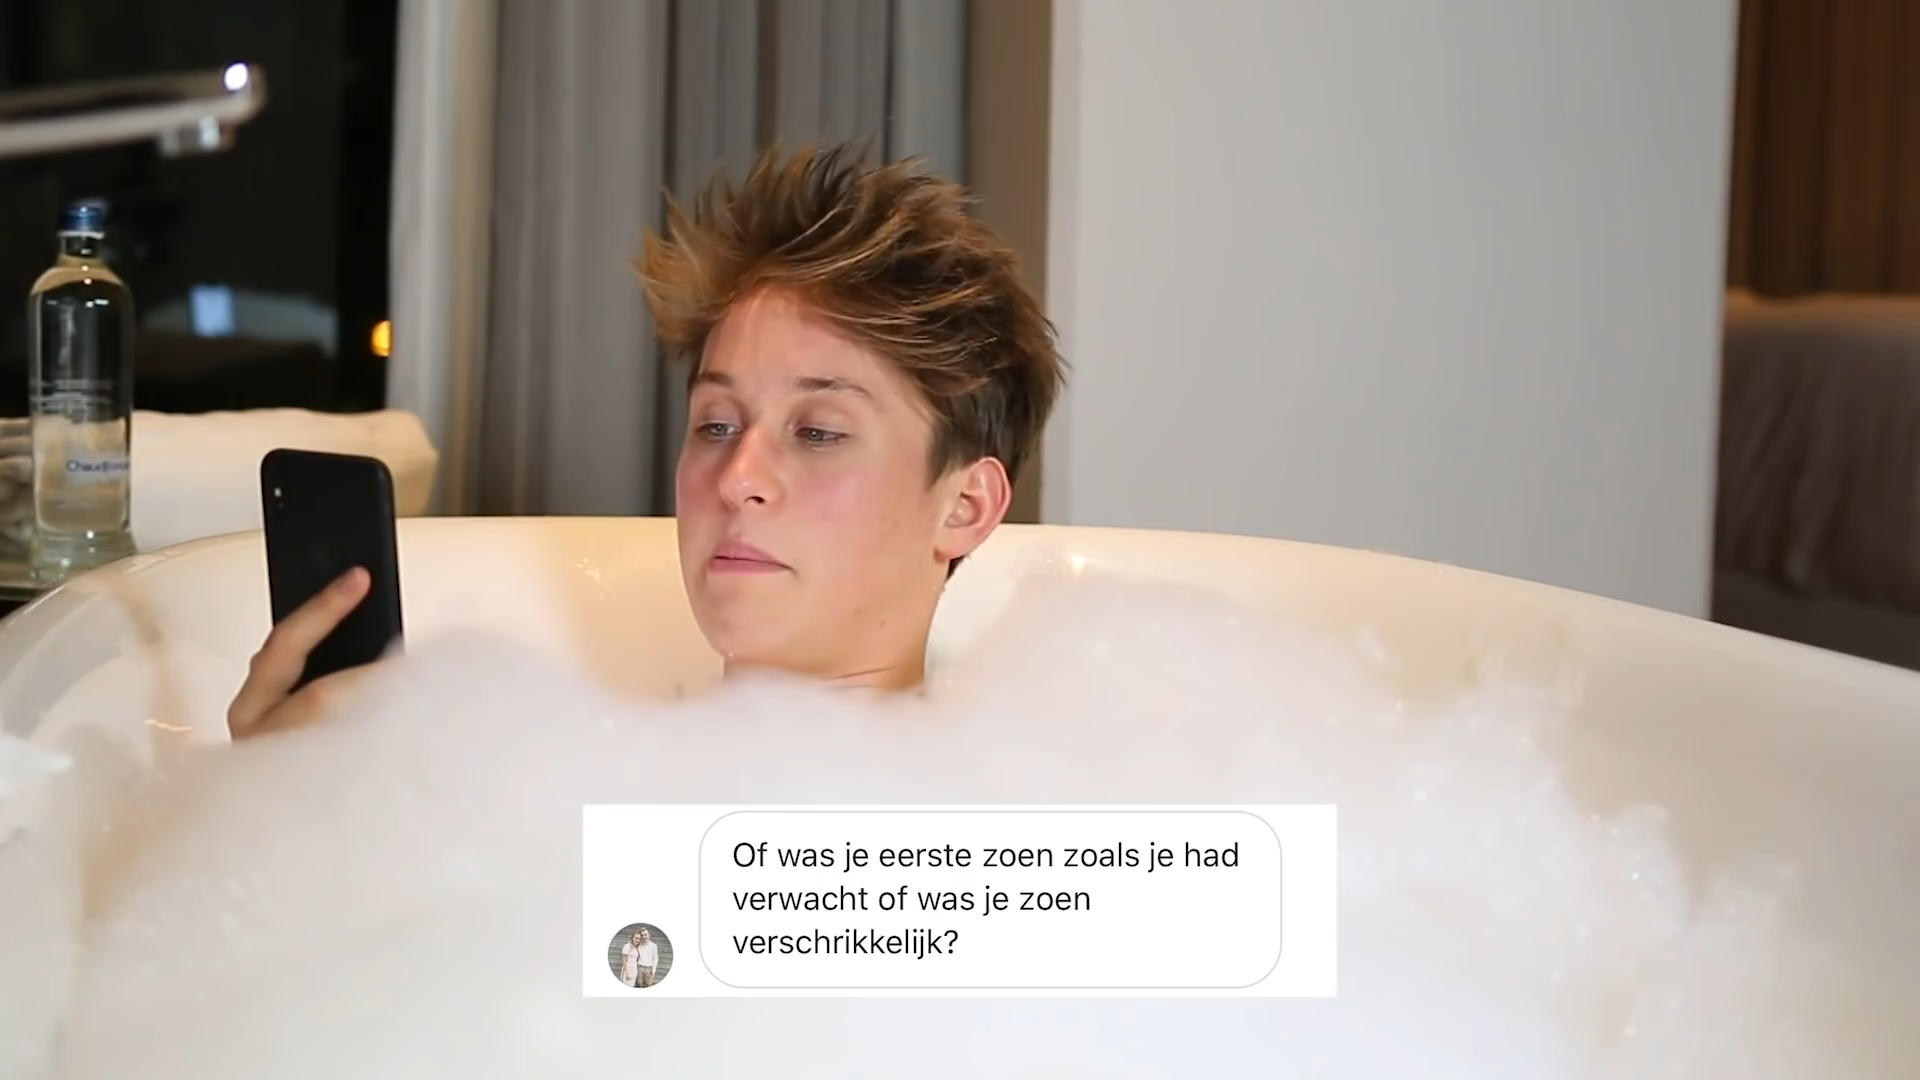 Of was je eerste zoen zoals je had
verwacht of was je zoen
verschrikkelijk?